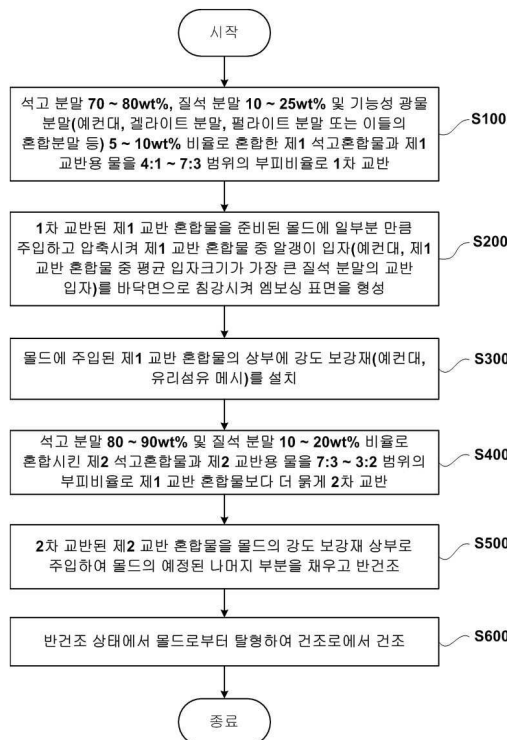 시작
석고 분말 70 ~ 80wt%, 질석 분말 10 ~ 25wt% 및 기능성 광물
분말(예컨대, 겔라이트 분말, 펄라이트 분말 또는 이들의
혼합분말 등) 5 ~ 10wt% 비율로 혼합한 제1 석고혼합물과 제1
교반용 물을 4:1 ~ 7:3 범위의 부피비율로 1차 교반
S100
1차 교반된 제1 교반 혼합물을 준비된 몰드에 일부분 만큼
주입하고 압축시켜 제1 교반 혼합물 중 알갱이 입자(예컨대, 제1
교반 혼합물 중 평균 입자크기가 가장 큰 질석 분말의 교반
입자)를 바닥면으로 침강시켜 엠보싱 표면을 형성
S200
몰드에 주입된 제1 교반 혼합물의 상부에 강도 보강재(예컨대,
유리섬유 메시)를 설치
S300
석고 분말 80 ~ 90wt% 및 질석 분말 10 ~ 20wt% 비율로
혼합시킨 제2 석고혼합물과 제2 교반용 물을 7:3 ~ 3:2 범위의
부피비율로 제1 교반 혼합물보다 더 묽게 2차 교반
S400
2차 교반된 제2 교반 혼합물을 몰드의 강도 보강재 상부로
주입하여 몰드의 예정된 나머지 부분을 채우고 반건조
S500
반건조 상태에서 몰드로부터 탈형하여 건조로에서 건조
S600
종료